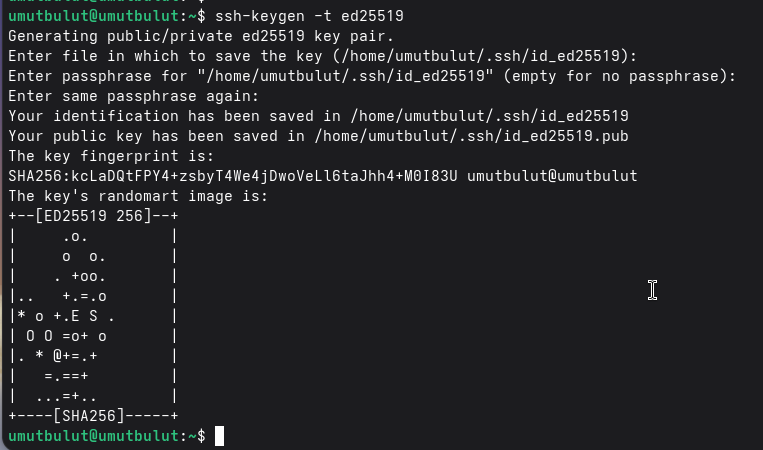 umutbulut@umutbulut:~$ ssh-keygen -t ed25519
Generating public/private ed25519 key pair.
Enter file in which to save the key (/home/umutbulut/.ssh/id_ed25519):
Enter passphrase for "/home/umutbulut/.ssh/id_ed25519" (empty for no passphrase):
Enter same passphrase again:
Your identification has been saved in /home/umutbulut/.ssh/id_ed25519
Your public key has been saved in /home/umutbulut/.ssh/id_ed25519.pub
The key fingerprint is:
SHA256:kcLaDQtFPY4+zsbyT4We4jDwoVeLl6taJhh4+M0I83U umutbulut@umutbulut
The key's randomart image is:
+--[ED25519 256]--+
|     .o.         |
|     o  o.       |
|    . +oo.       |
|..   +.=.o       |
|* o +.E S .      |
| O O =o+ o       |
|. * @+=.+        |
|   =.==+         |
|  ...=+..        |
+----[SHA256]-----+
umutbulut@umutbulut:~$